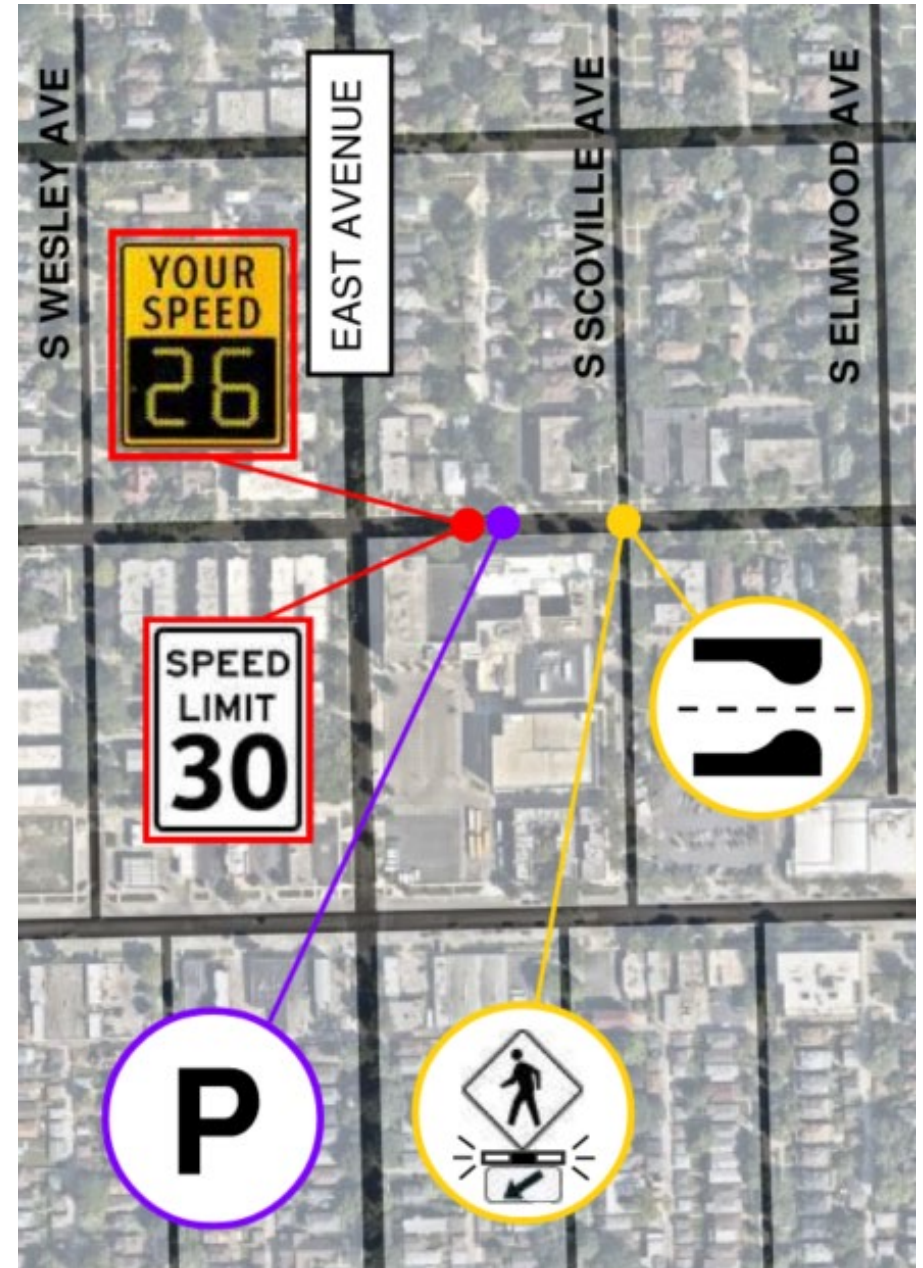 S WESLEY AVE
EAST AVENUE
S SCOVILLE AVE
S ELMWOOD AVE
YOUR
SPEED
26
SPEED
LIMIT
30
P